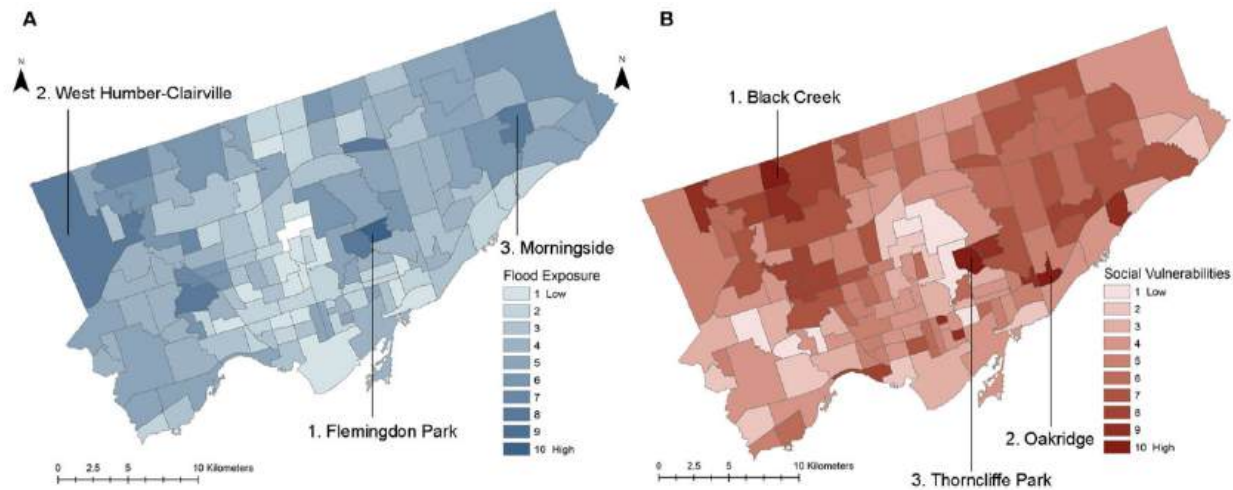 A
N
2. West Humber-Clairville
3. Morningside
Flood Exposure
1 Low
2
3
4
5
6
7
8
9
10 High
1. Flemingdon Park
0 2.5 5 10 Kilometers
B
N
1. Black Creek
Social Vulnerabilities
1 Low
2
3
4
5
6
7
8
9
10 High
2. Oakridge
3. Thorncliffe Park
0 2.5 5 10 Kilometers